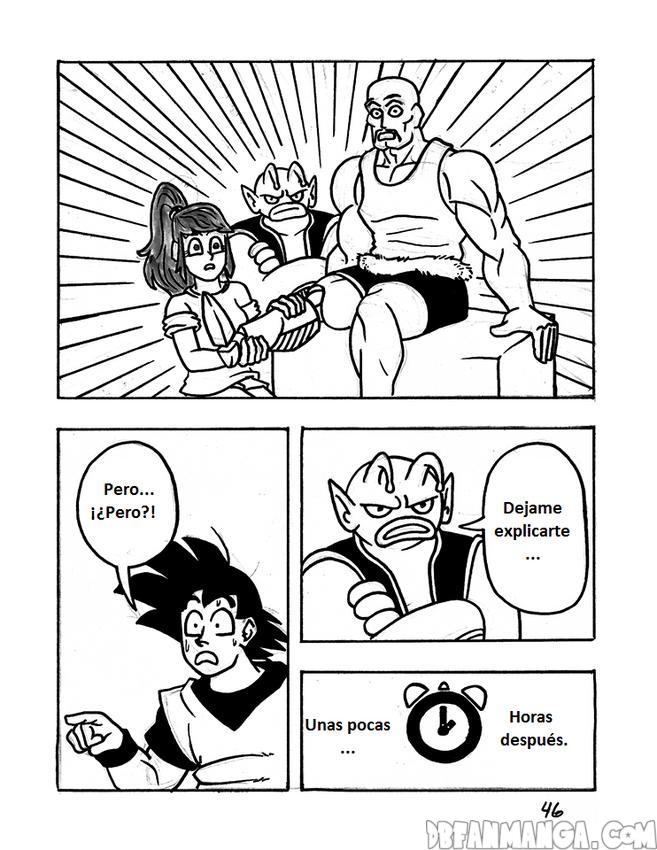 Pero...
¡¿Pero?!
Dejame
explicarte
...
Unas pocas
...
Horas
después.
46
DBFANMANGA.COM